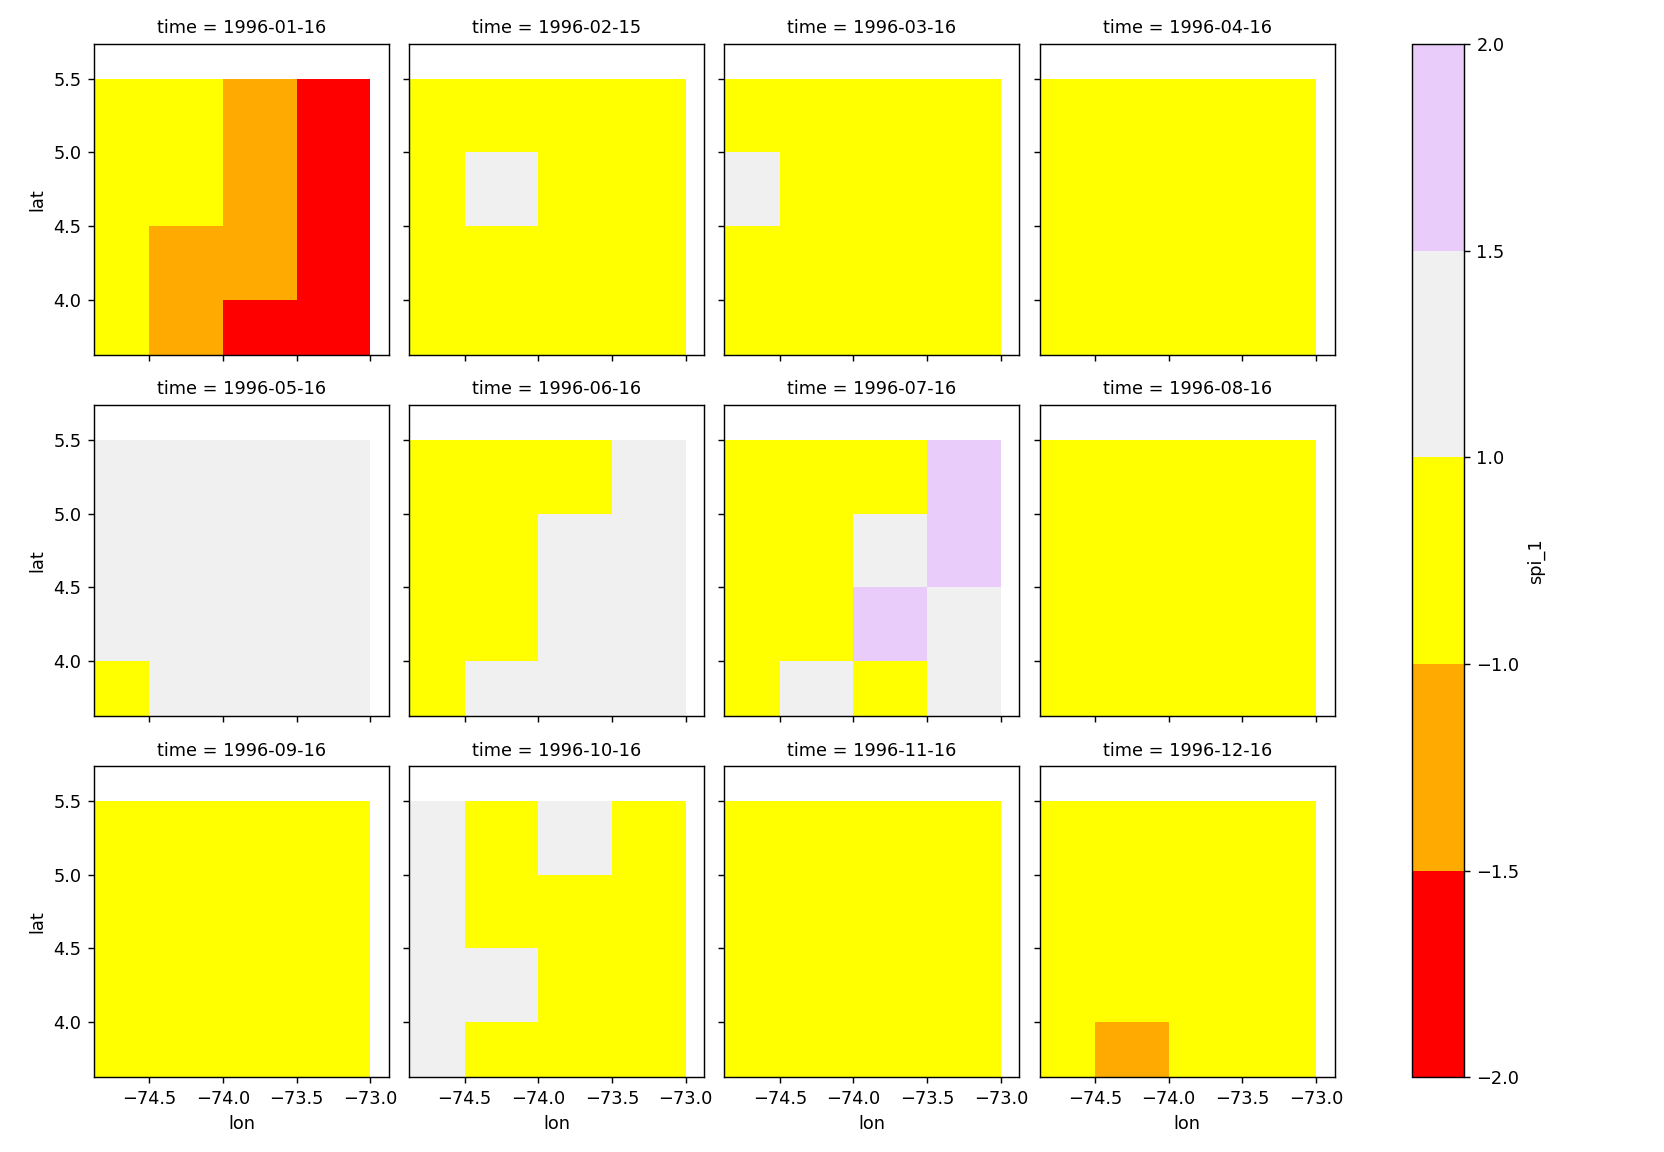 time = 1996-01-16
time = 1996-02-15
time = 1996-03-16
time = 1996-04-16
5.5
5.0
4.5
4.0
lat
time = 1996-05-16
time = 1996-06-16
time = 1996-07-16
time = 1996-08-16
5.5
5.0
4.5
4.0
lat
time = 1996-09-16
time = 1996-10-16
time = 1996-11-16
time = 1996-12-16
5.5
5.0
4.5
4.0
lat
−74.5 −74.0 −73.5 −73.0
lon
−74.5 −74.0 −73.5 −73.0
lon
−74.5 −74.0 −73.5 −73.0
lon
−74.5 −74.0 −73.5 −73.0
lon
2.0
1.5
1.0
−1.0
−1.5
−2.0
spi_1